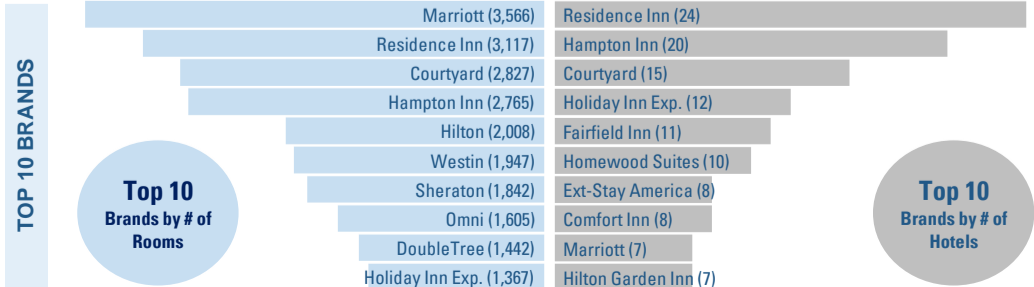 TOP 10 BRANDS
Marriott (3,566)
Residence Inn (3,117)
Courtyard (2,827)
Hampton Inn (2,765)
Hilton (2,008)
Westin (1,947)
Sheraton (1,842)
Omni (1,605)
DoubleTree (1,442)
Holiday Inn Exp. (1,367)
Top 10
Brands by # of
Rooms
Residence Inn (24)
Hampton Inn (20)
Courtyard (15)
Holiday Inn Exp. (12)
Fairfield Inn (11)
Homewood Suites (10)
Ext-Stay America (8)
Comfort Inn (8)
Marriott (7)
Hilton Garden Inn (7)
Top 10
Brands by # of
Hotels